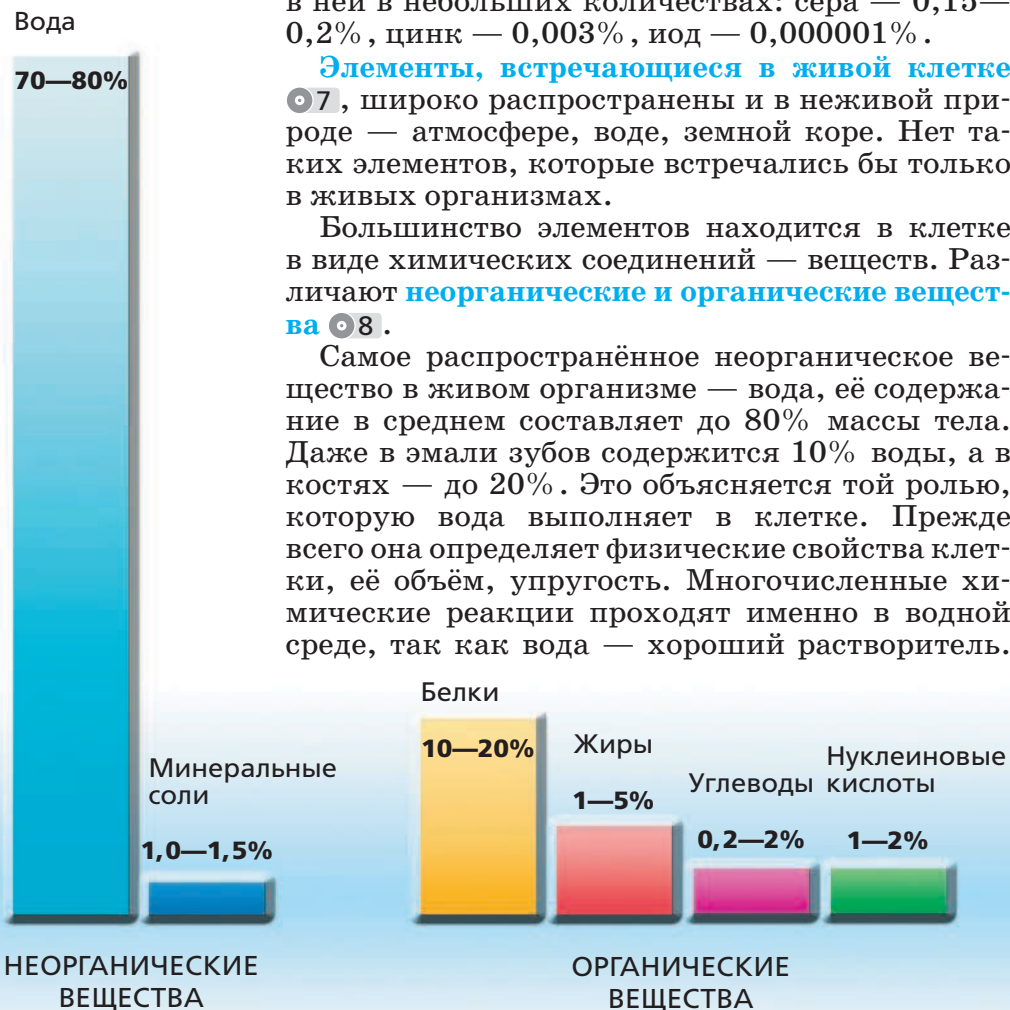 Вода
70—80%
в ней в небольших количествах: сера — 0,15—
0,2%, цинк — 0,003%, иод — 0,000001%.
Элементы, встречающиеся в живой клетке
7, широко распространены и в неживой при-
роде — атмосфере, воде, земной коре. Нет та-
ких элементов, которые встречались бы только
в живых организмах.
Большинство элементов находится в клетке
в виде химических соединений — веществ. Раз-
личают неорганические и органические вещест-
ва 8.
Самое распространённое неорганическое ве-
щество в живом организме — вода, её содержа-
ние в среднем составляет до 80% массы тела.
Даже в эмали зубов содержится 10% воды, а в
костях — до 20%. Это объясняется той ролью,
которую вода выполняет в клетке. Прежде
всего она определяет физические свойства клет-
ки, её объём, упругость. Многочисленные хи-
мические реакции проходят именно в водной
среде, так как вода — хороший растворитель.
Минеральные
соли
1,0—1,5%
НЕОРГАНИЧЕСКИЕ
ВЕЩЕСТВА
Белки
10—20%
Жиры
1—5%
Углеводы
0,2—2%
Нуклеиновые
кислоты
1—2%
ОРГАНИЧЕСКИЕ
ВЕЩЕСТВА